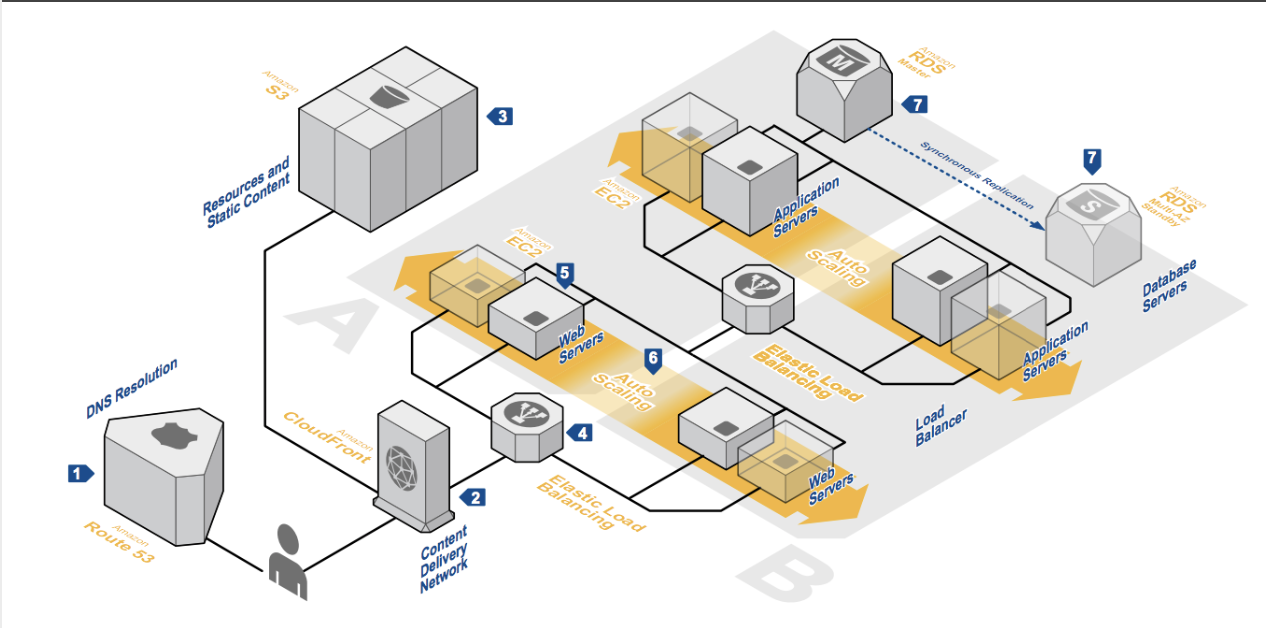 Amazon
S3
3
Resources and
Static Content
M
Amazon
RDS
Master
7
Synchronous Replication
7
S
Amazon
RDS
Multi-AZ
Standby
Database
Servers
Amazon
EC2
Application
Servers
Auto
Scaling
Application
Servers
Amazon
EC2
5
Web
Servers
6
Auto
Scaling
Elastic Load
Balancing
Load
Balancer
A
DNS Resolution
1
Amazon
Route 53
Amazon
CloudFront
2
Content
Delivery
Network
4
Elastic Load
Balancing
Web
Servers
B